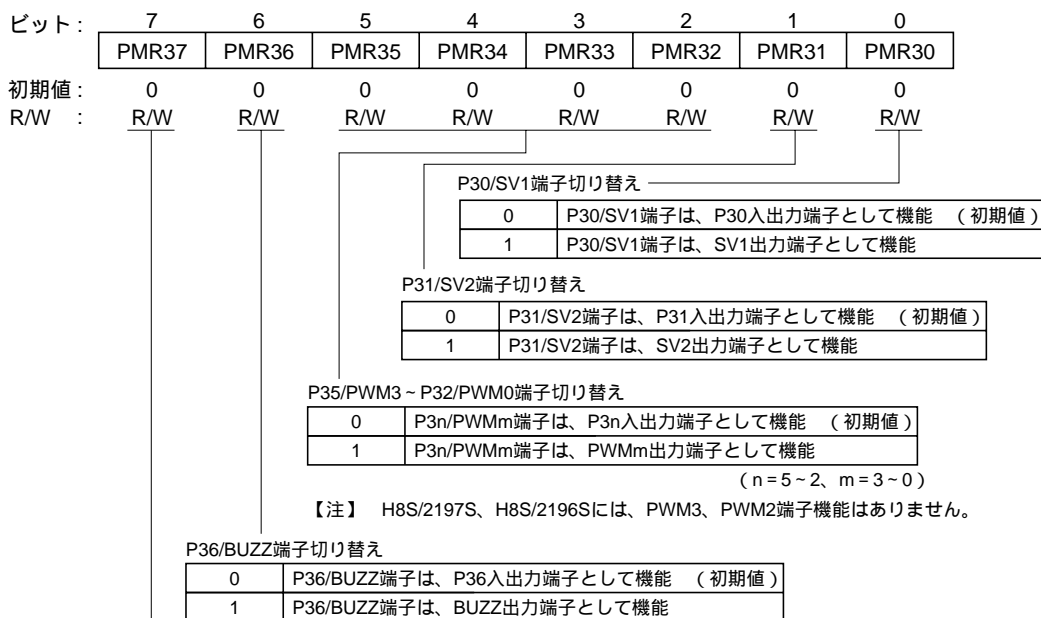 ビット: 7 6 5 4 3 2 1 0
PMR37 PMR36 PMR35 PMR34 PMR33 PMR32 PMR31 PMR30
初期値: 0 0 0 0 0 0 0 0
R/W : R/W R/W R/W R/W R/W R/W R/W R/W
P30/SV1端子切り替え
0 P30/SV1端子は、P30入出力端子として機能 (初期値)
1 P30/SV1端子は、SV1出力端子として機能
P31/SV2端子切り替え
0 P31/SV2端子は、P31入出力端子として機能 (初期値)
1 P31/SV2端子は、SV2出力端子として機能
P35/PWM3~P32/PWM0端子切り替え
0 P3n/PWMm端子は、P3n入出力端子として機能 (初期値)
1 P3n/PWMm端子は、PWMm出力端子として機能
(n=5~2、m=3~0)
【注】 H8S/2197S、H8S/2196Sには、PWM3、PWM2端子機能はありません。
P36/BUZZ端子切り替え
0 P36/BUZZ端子は、P36入出力端子として機能 (初期値)
1 P36/BUZZ端子は、BUZZ出力端子として機能